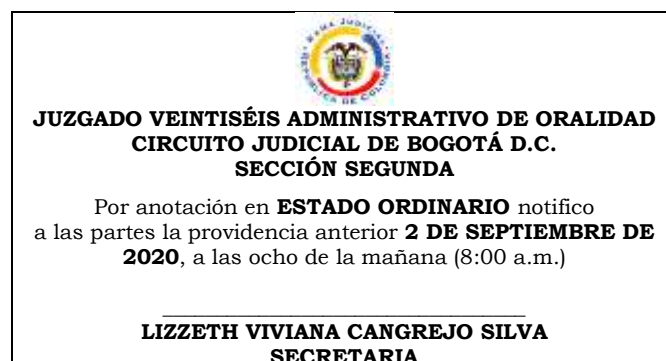 JUZGADO VEINTISÉIS ADMINISTRATIVO DE ORALIDAD
CIRCUITO JUDICIAL DE BOGOTÁ D.C.
SECCIÓN SEGUNDA
Por anotación en ESTADO ORDINARIO notifico
a las partes la providencia anterior 2 DE SEPTIEMBRE DE
2020, a las ocho de la mañana (8:00 a.m.)
LIZZETH VIVIANA CANGREJO SILVA
SECRETARIA